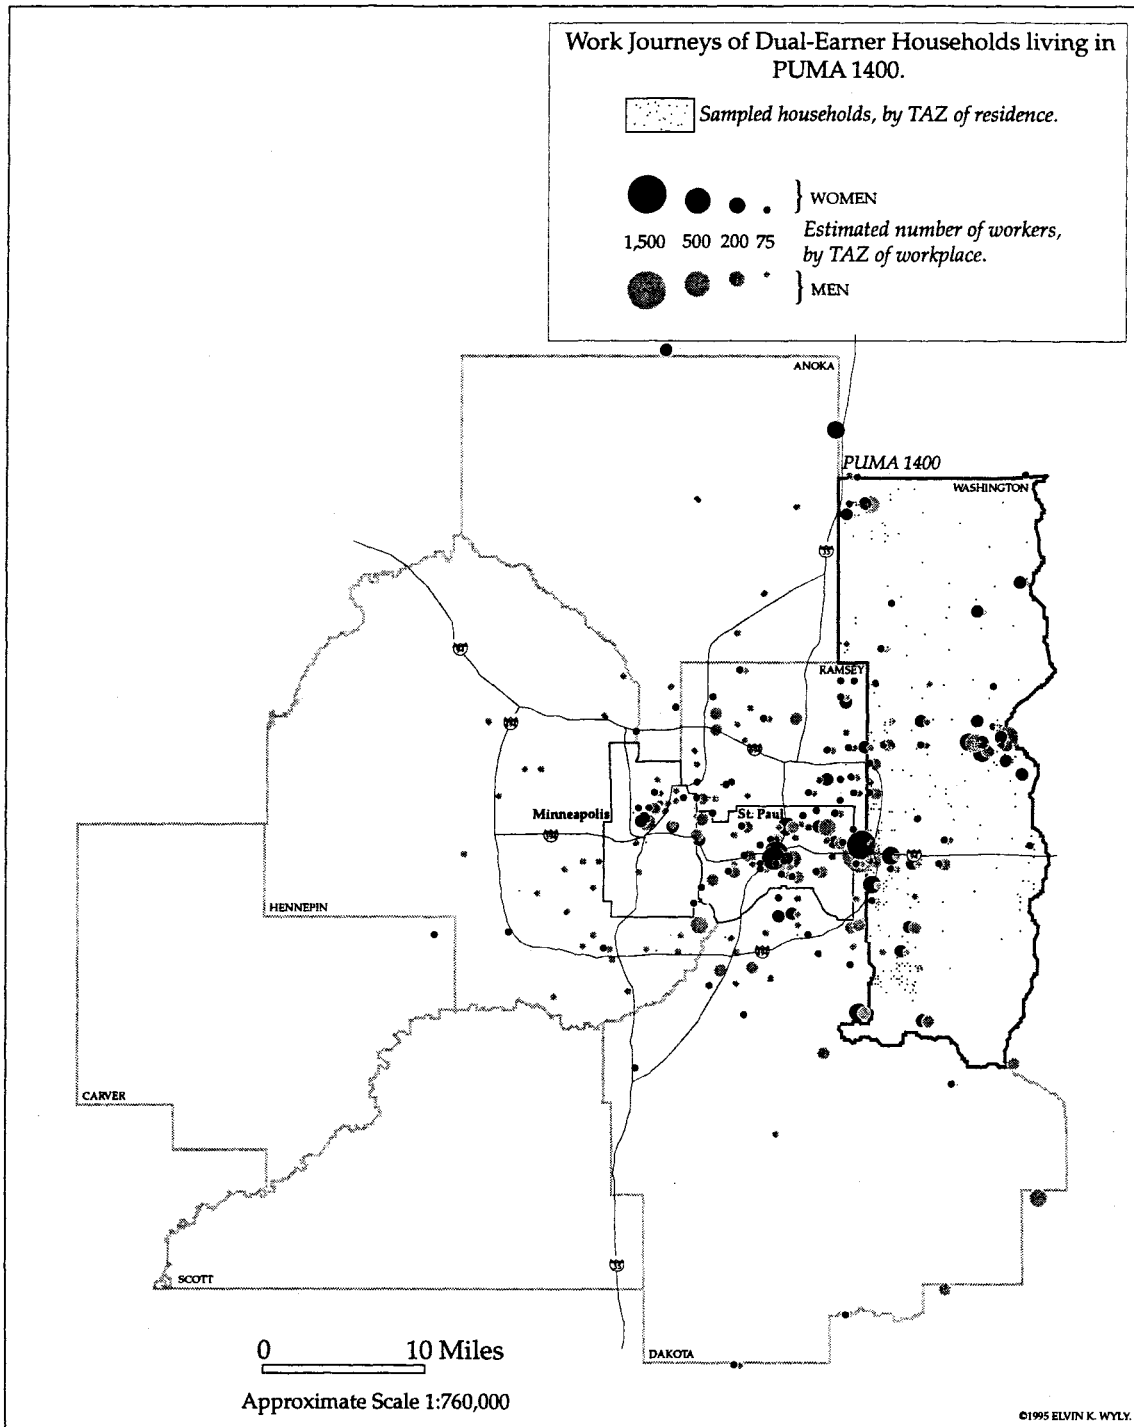 Work Journeys of Dual-Earner Households living in
PUMA 1400.
Sampled households, by TAZ of residence.
WOMEN
1,500 500 200 75
Estimated number of workers,
by TAZ of workplace.
MEN
ANOKA
PUMA 1400
WASHINGTON
35
RAMSEY
Minneapolis
St. Paul
HENNEPIN
CARVER
SCOTT
35
DAKOTA
0 10 Miles
Approximate Scale 1:760,000
©1995 ELVIN K. WYLY.